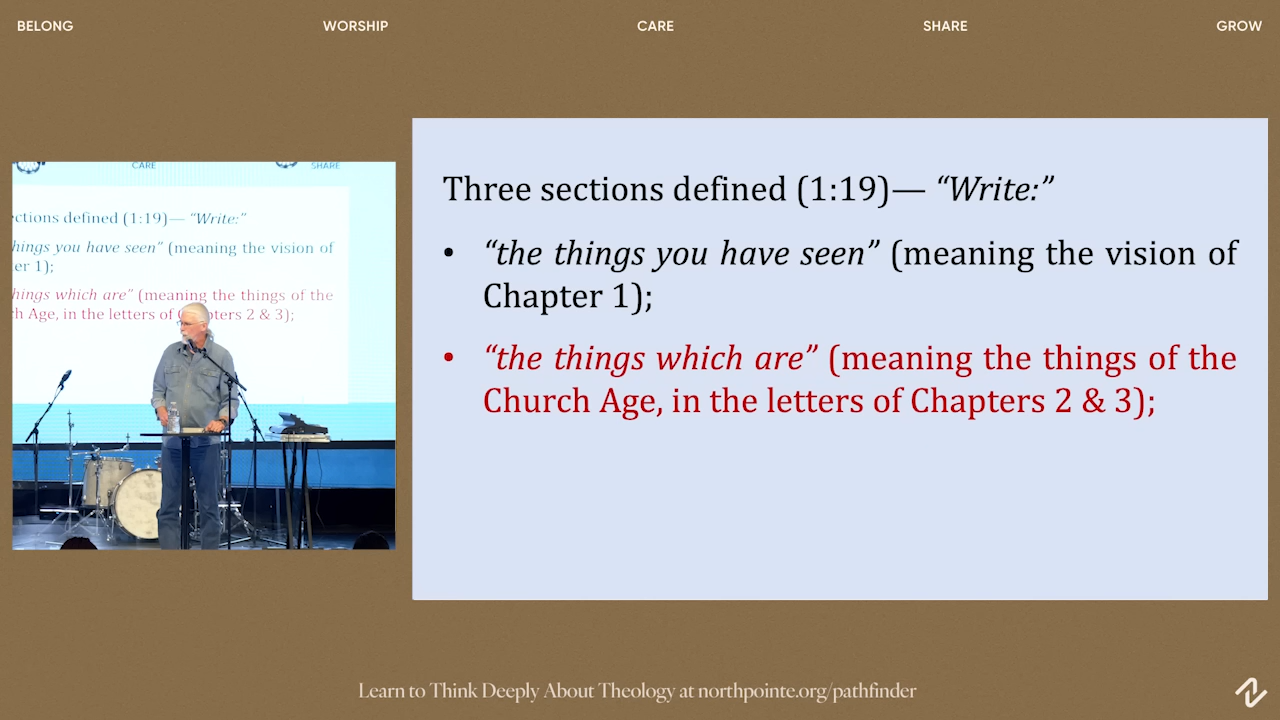 BELONG WORSHIP CARE SHARE GROW
CARE SHARE
ctions defined (1:19)— “Write:”
hings you have seen” (meaning the vision of
er 1);
hings which are” (meaning the things of the
ch Age, in the letters of pters 2 & 3);
Three sections defined (1:19)— “Write:”
• “the things you have seen” (meaning the vision of
Chapter 1);
• “the things which are” (meaning the things of the
Church Age, in the letters of Chapters 2 & 3);
Learn to Think Deeply About Theology at northpointe.org/pathfinder